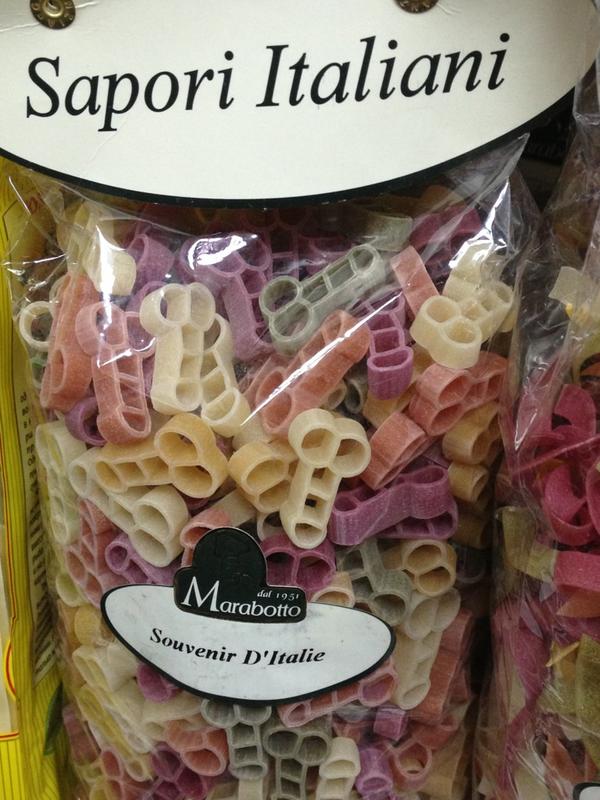 Sapori Italiani
dal 1951
Marabotto
Souvenir D'Italie